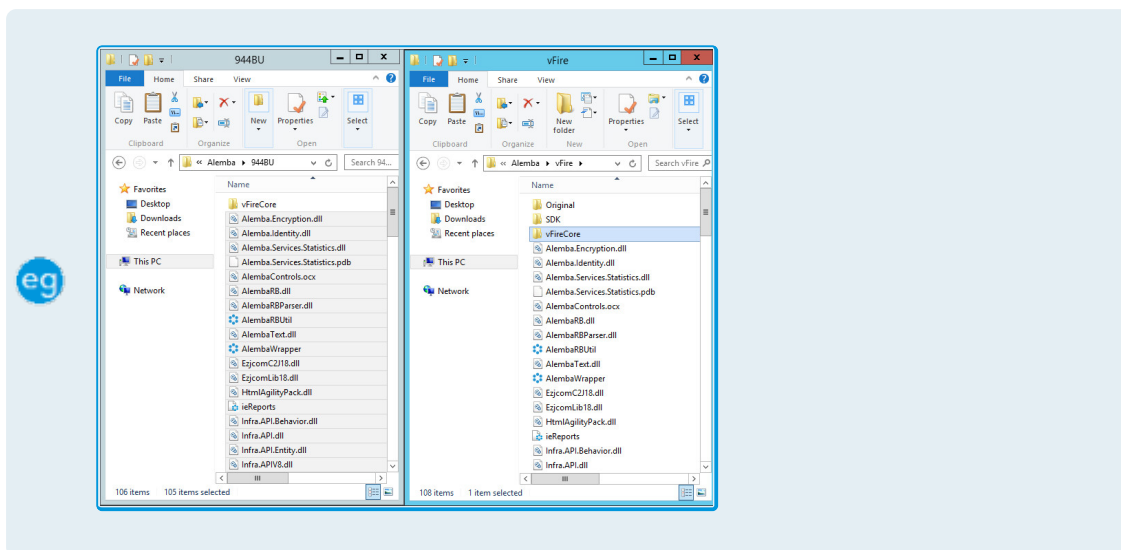 eg
944BU
File Home Share View
Copy Paste New Properties Select
Clipboard Organize Open
« Alemba ▸ 944BU Search 94...
Favorites
Desktop
Downloads
Recent places
This PC
Network
Name
vFireCore
Alemba.Encryption.dll
Alemba.Identity.dll
Alemba.Services.Statistics.dll
Alemba.Services.Statistics.pdb
AlembaControls.ocx
AlembaRB.dll
AlembaRBParser.dll
AlembaRBUtil
AlembaText.dll
AlembaWrapper
EzjcomC2J18.dll
EzjcomLib18.dll
HtmlAgilityPack.dll
ieReports
Infra.API.Behavior.dll
Infra.API.dll
Infra.API.Entity.dll
Infra.APIV8.dll
106 items 105 items selected
vFire
File Home Share View
Copy Paste New folder Properties Select
Clipboard Organize New Open
« Alemba ▸ vFire ▸ Search vFire
Favorites
Desktop
Downloads
Recent places
This PC
Network
Name
Original
SDK
vFireCore
Alemba.Encryption.dll
Alemba.Identity.dll
Alemba.Services.Statistics.dll
Alemba.Services.Statistics.pdb
AlembaControls.ocx
AlembaRB.dll
AlembaRBParser.dll
AlembaRBUtil
AlembaText.dll
AlembaWrapper
EzjcomC2J18.dll
EzjcomLib18.dll
HtmlAgilityPack.dll
ieReports
Infra.API.Behavior.dll
Infra.API.dll
108 items 1 item selected